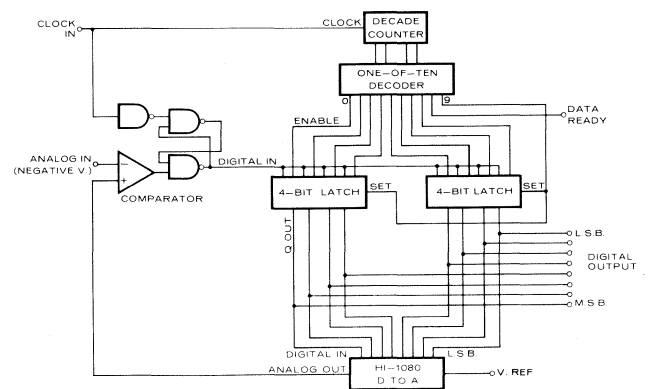 CLOCK IN
CLOCK
DECADE
COUNTER
ONE-OF-TEN
DECODER
0
9
DATA
READY
ENABLE
ANALOG IN
(NEGATIVE V.)
-
+
COMPARATOR
DIGITAL IN
4-BIT LATCH
SET
4-BIT LATCH
SET
Q OUT
L.S.B.
DIGITAL
OUTPUT
M.S.B.
DIGITAL IN
L.S.B.
ANALOG OUT
HI-1080
D TO A
V. REF